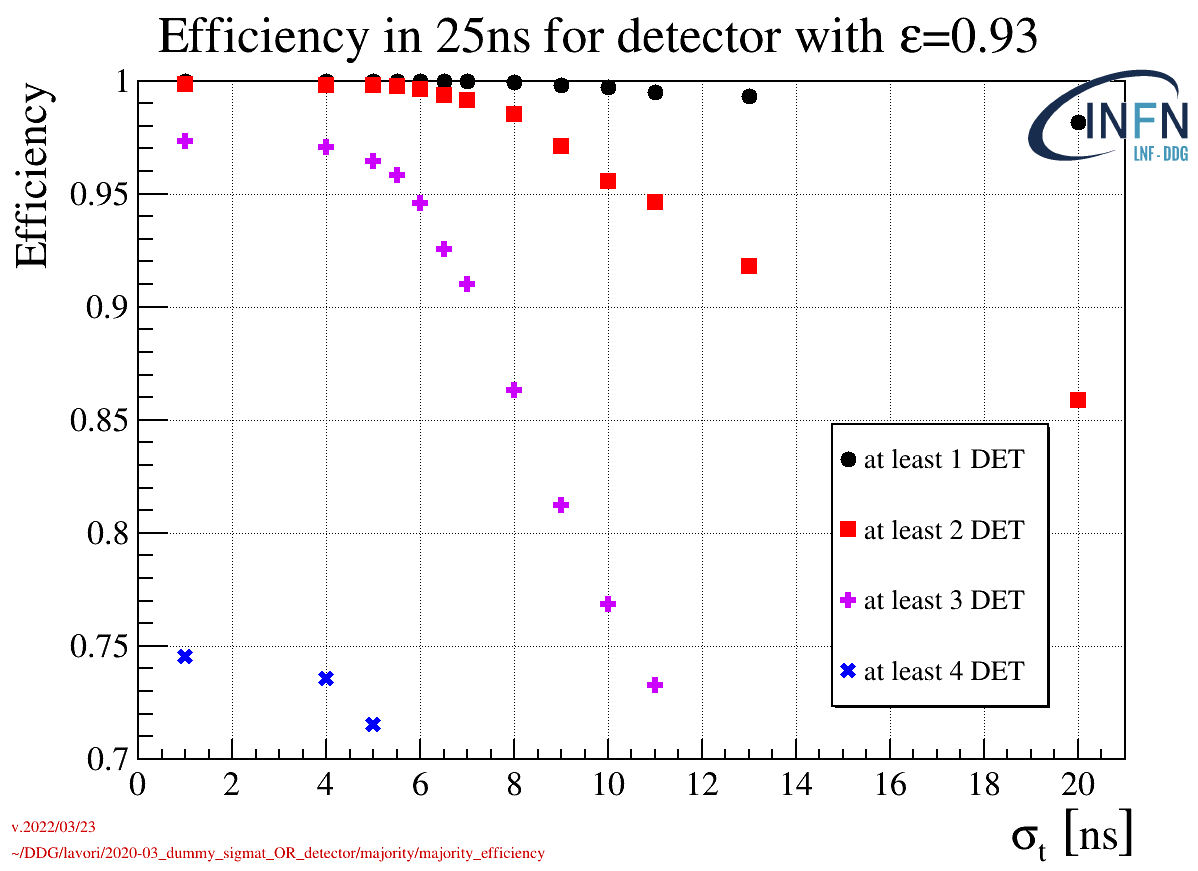 Efficiency in 25ns for detector with ε=0.93
Efficiency
1
0.95
0.9
0.85
0.8
0.75
0.7
0 2 4 6 8 10 12 14 16 18 20
σt [ns]
INFN
LNF - DDG
at least 1 DET
at least 2 DET
at least 3 DET
at least 4 DET
v.2022/03/23
~/DDG/lavori/2020-03_dummy_sigmat_OR_detector/majority/majority_efficiency